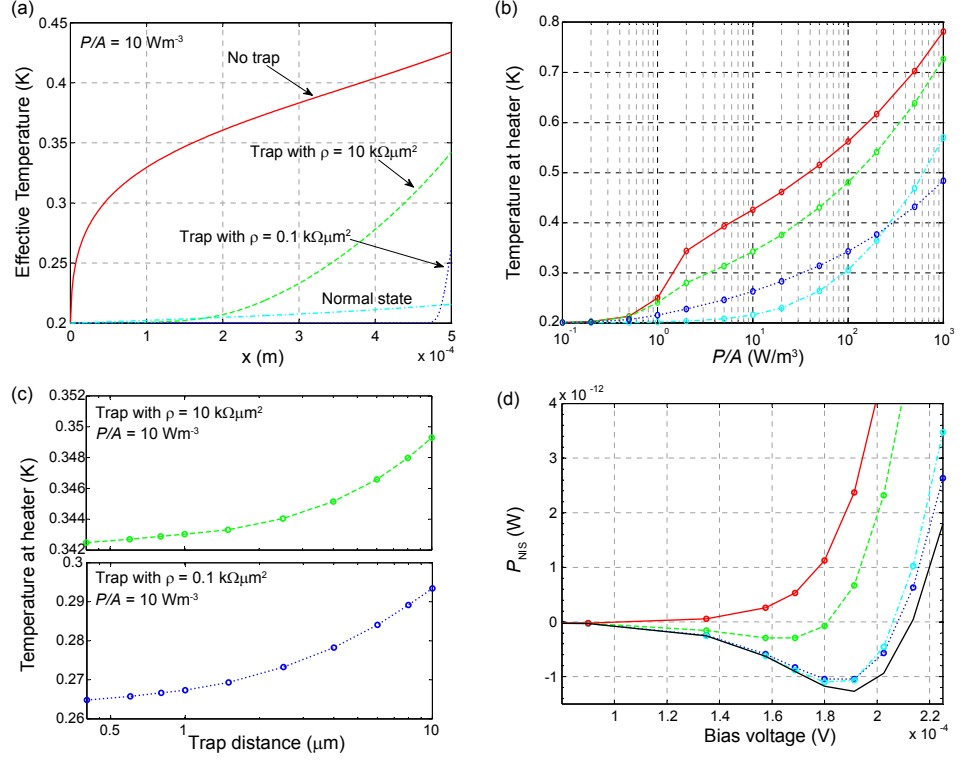 (a)
0.45
0.4
0.35
0.3
0.25
0.2
Effective Temperature (K)
P/A = 10 Wm-3
No trap
Trap with ρ = 10 kΩμm²
Trap with ρ = 0.1 kΩμm²
Normal state
0 1 2 3 4 5
x 10⁻⁴
x (m)
(b)
0.8
0.7
0.6
0.5
0.4
0.3
0.2
Temperature at heater (K)
10⁻¹ 10⁰ 10¹ 10² 10³
P/A (W/m³)
(c)
0.352
0.35
0.348
0.346
0.344
0.342
Trap with ρ = 10 kΩμm²
P/A = 10 Wm-3
Temperature at heater (K)
0.3
0.29
0.28
0.27
0.26
Trap with ρ = 0.1 kΩμm²
P/A = 10 Wm-3
0.5 1 10
Trap distance (μm)
(d)
x 10⁻¹²
4
3
2
1
0
-1
P_NIS (W)
1 1.2 1.4 1.6 1.8 2 2.2
x 10⁻⁴
Bias voltage (V)